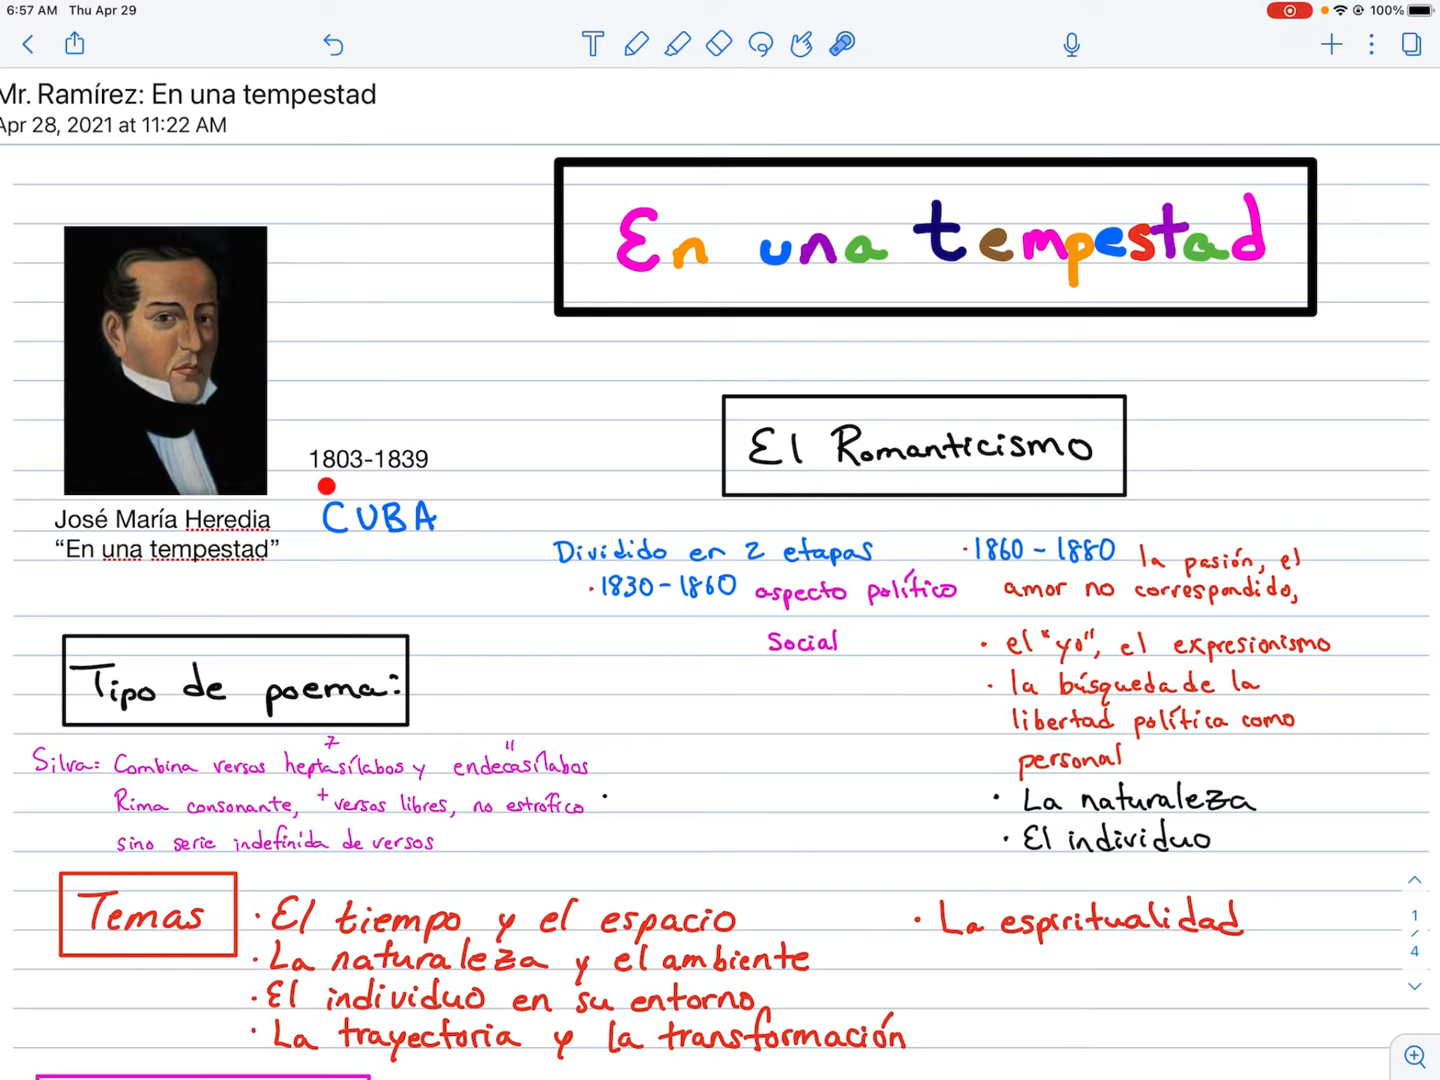 6:57 AM Thu Apr 29
100%
Mr. Ramírez: En una tempestad
Apr 28, 2021 at 11:22 AM
En una tempestad
El Romanticismo
1803-1839
CUBA
José María Heredia
“En una tempestad”
Dividido en 2 etapas
· 1830-1860 aspecto político
Social
· 1860-1880 la pasión, el
amor no correspondido,
· el "yo", el expresionismo
· la búsqueda de la
libertad política como
personal
· La naturaleza
· El individuo
Tipo de poema:
7 11
Silva: Combina versos heptasílabos y endecasílabos
Rima consonante, + versos libres, no estrófico
sino serie indefinida de versos
Temas
· El tiempo y el espacio
· La naturaleza y el ambiente
· El individuo en su entorno
· La trayectoria y la transformación
· La espiritualidad
1
/
4